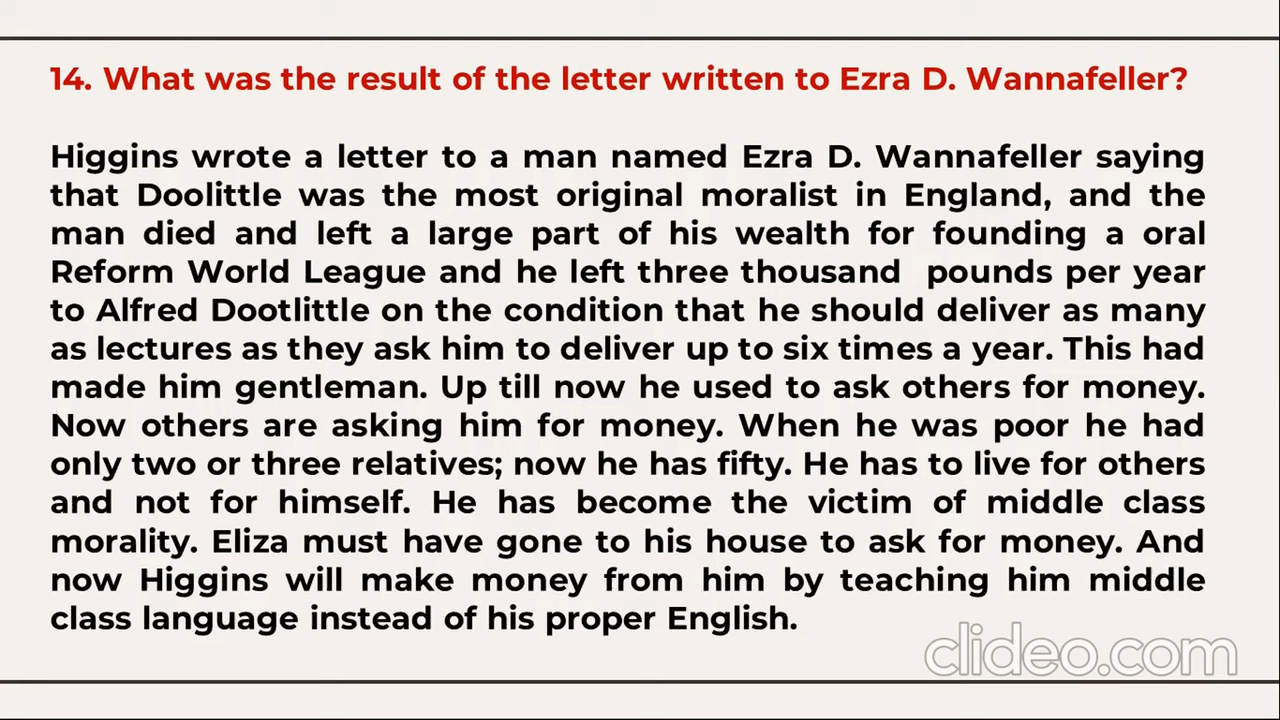 14. What was the result of the letter written to Ezra D. Wannafeller?
Higgins wrote a letter to a man named Ezra D. Wannafeller saying
that Doolittle was the most original moralist in England, and the
man died and left a large part of his wealth for founding a oral
Reform World League and he left three thousand pounds per year
to Alfred Dootlittle on the condition that he should deliver as many
as lectures as they ask him to deliver up to six times a year. This had
made him gentleman. Up till now he used to ask others for money.
Now others are asking him for money. When he was poor he had
only two or three relatives; now he has fifty. He has to live for others
and not for himself. He has become the victim of middle class
morality. Eliza must have gone to his house to ask for money. And
now Higgins will make money from him by teaching him middle
class language instead of his proper English.
clideo.com